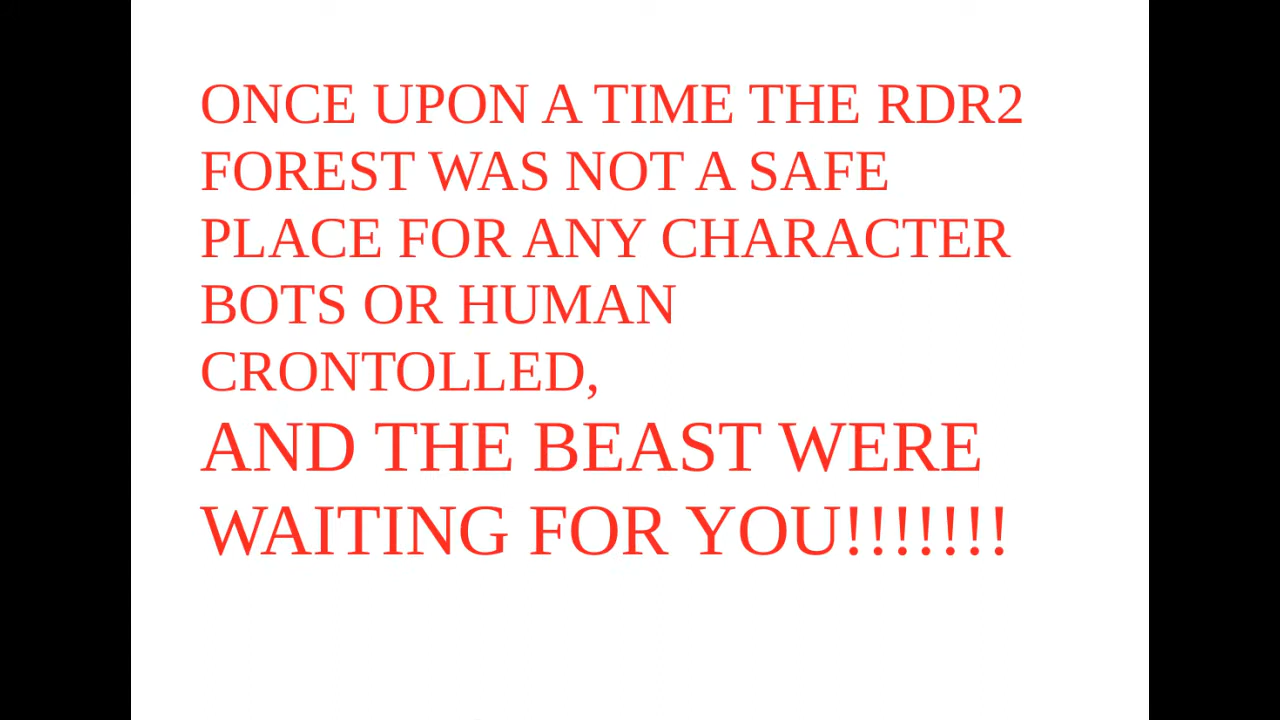 ONCE UPON A TIME THE RDR2
FOREST WAS NOT A SAFE
PLACE FOR ANY CHARACTER
BOTS OR HUMAN
CRONTOLLED,
AND THE BEAST WERE
WAITING FOR YOU!!!!!!!